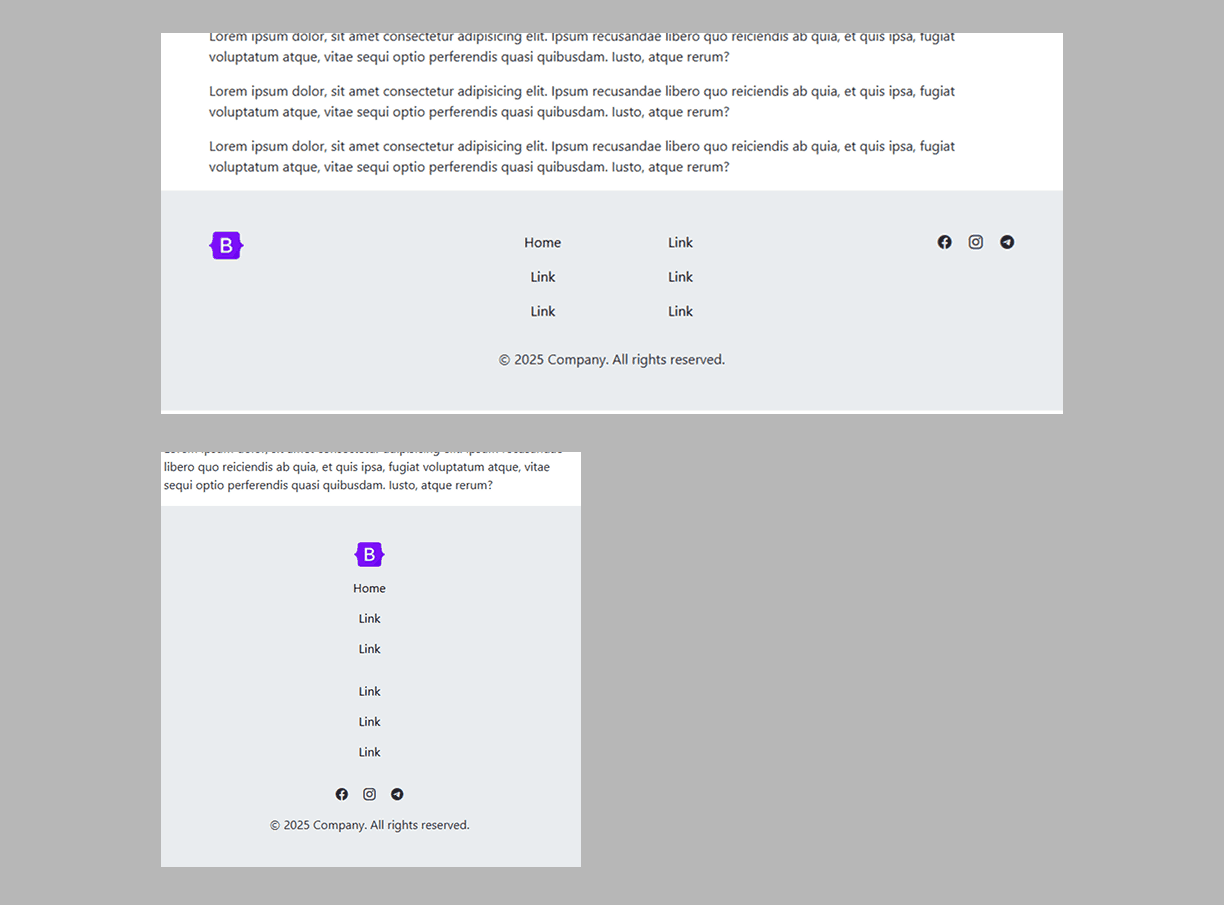 Lorem ipsum dolor, sit amet consectetur adipisicing elit. Ipsum recusandae libero quo reiciendis ab quia, et quis ipsa, fugiat
voluptatum atque, vitae sequi optio perferendis quasi quibusdam. Iusto, atque rerum?
Lorem ipsum dolor, sit amet consectetur adipisicing elit. Ipsum recusandae libero quo reiciendis ab quia, et quis ipsa, fugiat
voluptatum atque, vitae sequi optio perferendis quasi quibusdam. Iusto, atque rerum?
Lorem ipsum dolor, sit amet consectetur adipisicing elit. Ipsum recusandae libero quo reiciendis ab quia, et quis ipsa, fugiat
voluptatum atque, vitae sequi optio perferendis quasi quibusdam. Iusto, atque rerum?
B
Home Link
Link Link
Link Link
© 2025 Company. All rights reserved.
libero quo reiciendis ab quia, et quis ipsa, fugiat voluptatum atque, vitae
sequi optio perferendis quasi quibusdam. Iusto, atque rerum?
B
Home
Link
Link
Link
Link
Link
© 2025 Company. All rights reserved.